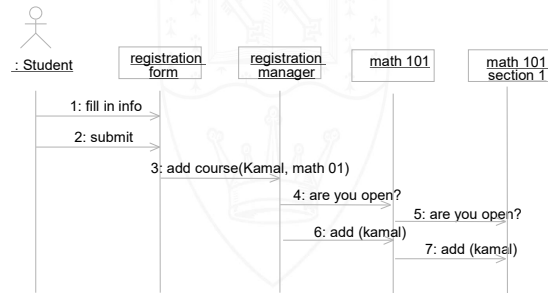 : Student
registration
form
registration
manager
math 101
math 101
section 1
1: fill in info
2: submit
3: add course(Kamal, math 01)
4: are you open?
5: are you open?
6: add (kamal)
7: add (kamal)